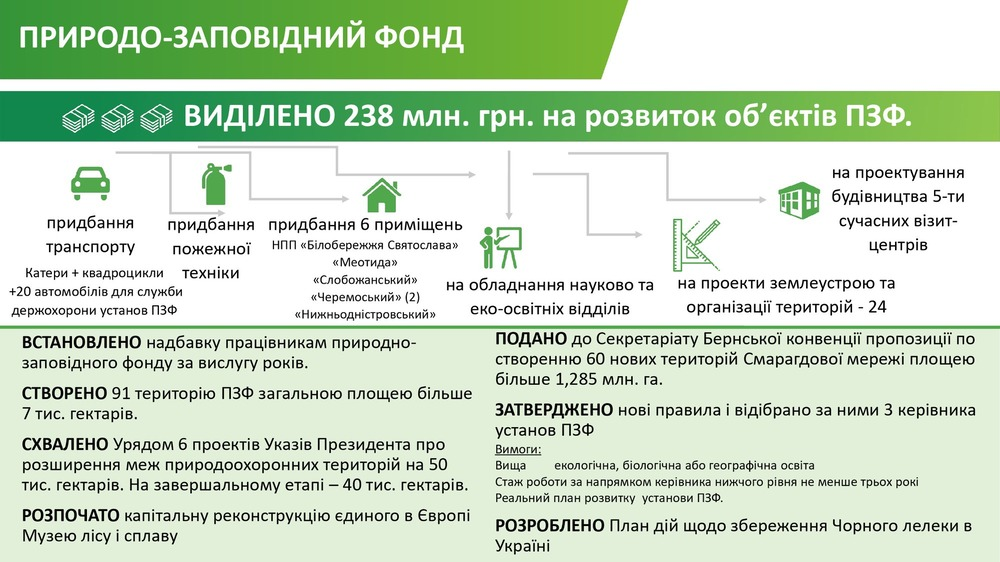 ПРИРОДО-ЗАПОВІДНИЙ ФОНД
ВИДІЛЕНО 238 млн. грн. на розвиток об’єктів ПЗФ.
придбання
транспорту
Катери + квадроцикли
+20 автомобілів для служби
держохорони установ ПЗФ
придбання
пожежної
техніки
придбання 6 приміщень
НПП «Білобережжя Святослава»
«Меотида»
«Слобожанський»
«Черемоський» (2)
«Нижньодністровський»
на обладнання науково та
еко-освітніх відділів
на проекти землеустрою та
організації територій - 24
на проектування
будівництва 5-ти
сучасних візит-
центрів
ВСТАНОВЛЕНО надбавку працівникам природно-
заповідного фонду за вислугу років.
СТВОРЕНО 91 територію ПЗФ загальною площею більше
7 тис. гектарів.
СХВАЛЕНО Урядом 6 проектів Указів Президента про
розширення меж природоохоронних територій на 50
тис. гектарів. На завершальному етапі – 40 тис. гектарів.
РОЗПОЧАТО капітальну реконструкцію єдиного в Європі
Музею лісу і сплаву
ПОДАНО до Секретаріату Бернської конвенції пропозиції по
створенню 60 нових територій Смарагдової мережі площею
більше 1,285 млн. га.
ЗАТВЕРДЖЕНО нові правила і відібрано за ними 3 керівника
установ ПЗФ
Вимоги:
Вища екологічна, біологічна або географічна освіта
Стаж роботи за напрямком керівника нижчого рівня не менше трьох рокі
Реальний план розвитку установи ПЗФ.
РОЗРОБЛЕНО План дій щодо збереження Чорного лелеки в
Україні